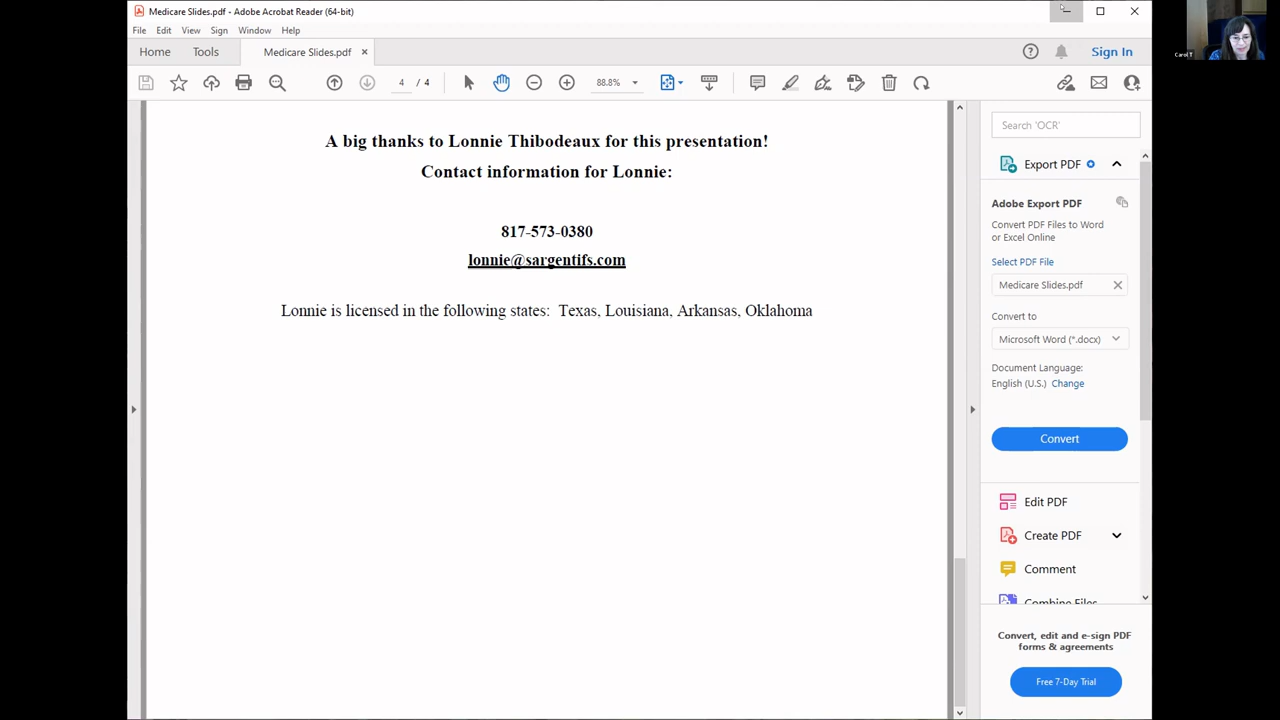 Medicare Slides.pdf - Adobe Acrobat Reader (64-bit)
File Edit View Sign Window Help
Home Tools Medicare Slides.pdf × Sign In
4 / 4 88.8%
A big thanks to Lonnie Thibodeaux for this presentation!
Contact information for Lonnie:
817-573-0380
lonnie@sargentifs.com
Lonnie is licensed in the following states: Texas, Louisiana, Arkansas, Oklahoma
Search 'OCR'
Export PDF
Adobe Export PDF
Convert PDF Files to Word
or Excel Online
Select PDF File
Medicare Slides.pdf
Convert to
Microsoft Word (*.docx)
Document Language:
English (U.S.) Change
Convert
Edit PDF
Create PDF
Comment
Combine Files
Convert, edit and e-sign PDF
forms & agreements
Free 7-Day Trial
Carol T